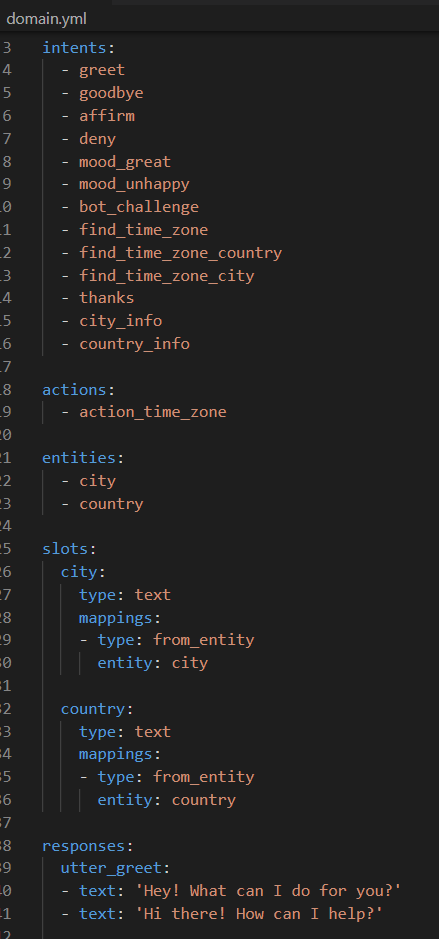 domain.yml
3 intents:
4 - greet
5 - goodbye
6 - affirm
7 - deny
8 - mood_great
9 - mood_unhappy
0 - bot_challenge
1 - find_time_zone
2 - find_time_zone_country
3 - find_time_zone_city
4 - thanks
5 - city_info
6 - country_info
7
8 actions:
9 - action_time_zone
0
1 entities:
2 - city
3 - country
4
5 slots:
6 city:
7 type: text
8 mappings:
9 - type: from_entity
0 entity: city
1
2 country:
3 type: text
4 mappings:
5 - type: from_entity
6 entity: country
7
8 responses:
9 utter_greet:
0 - text: 'Hey! What can I do for you?'
1 - text: 'Hi there! How can I help?'
2